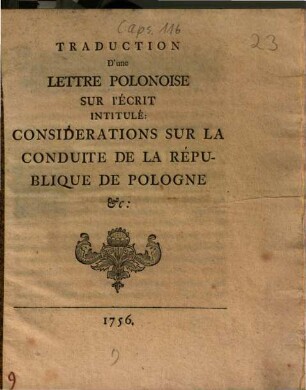 Caps. 116
23
TRADUCTION
D'une
LETTRE POLONOISE
SUR l'ÉCRIT
INTITULÉ:
CONSIDERATIONS SUR LA
CONDUITE DE LA RÉPU-
BLIQUE DE POLOGNE
&c:
1756.
9